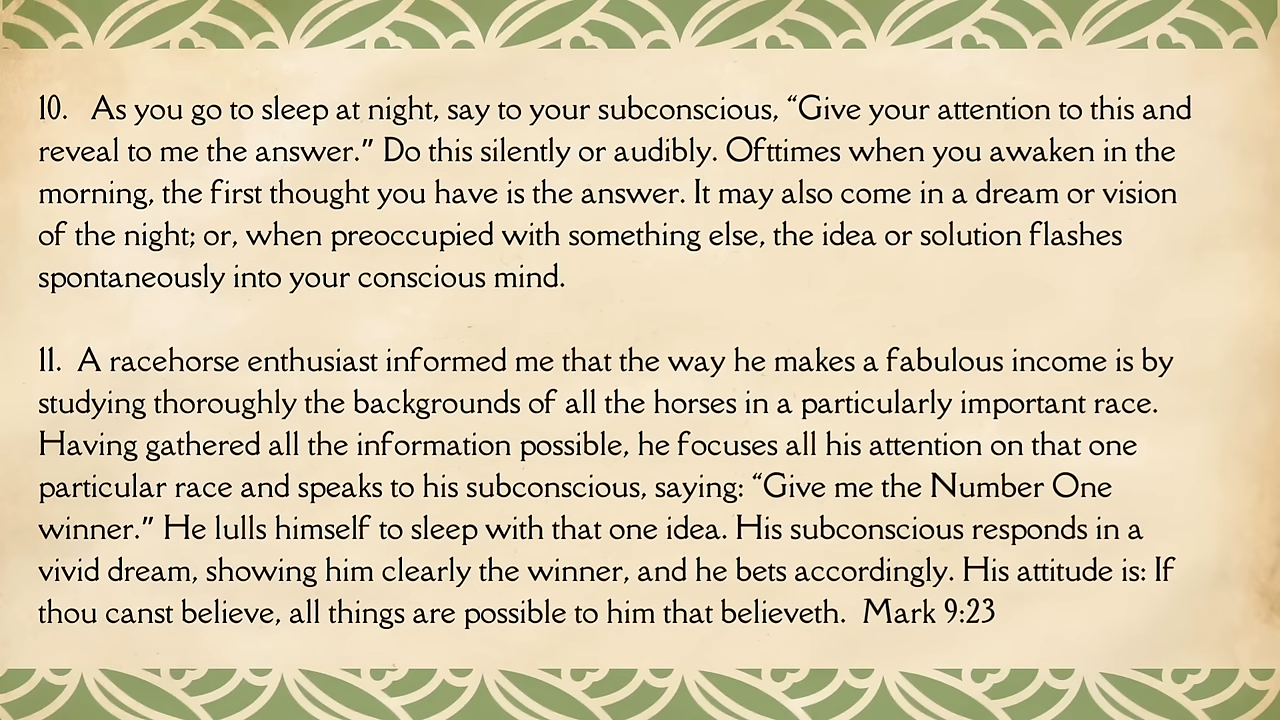 10. As you go to sleep at night, say to your subconscious, “Give your attention to this and
reveal to me the answer.” Do this silently or audibly. Ofttimes when you awaken in the
morning, the first thought you have is the answer. It may also come in a dream or vision
of the night; or, when preoccupied with something else, the idea or solution flashes
spontaneously into your conscious mind.
11. A racehorse enthusiast informed me that the way he makes a fabulous income is by
studying thoroughly the backgrounds of all the horses in a particularly important race.
Having gathered all the information possible, he focuses all his attention on that one
particular race and speaks to his subconscious, saying: “Give me the Number One
winner.” He lulls himself to sleep with that one idea. His subconscious responds in a
vivid dream, showing him clearly the winner, and he bets accordingly. His attitude is: If
thou canst believe, all things are possible to him that believeth. Mark 9:23